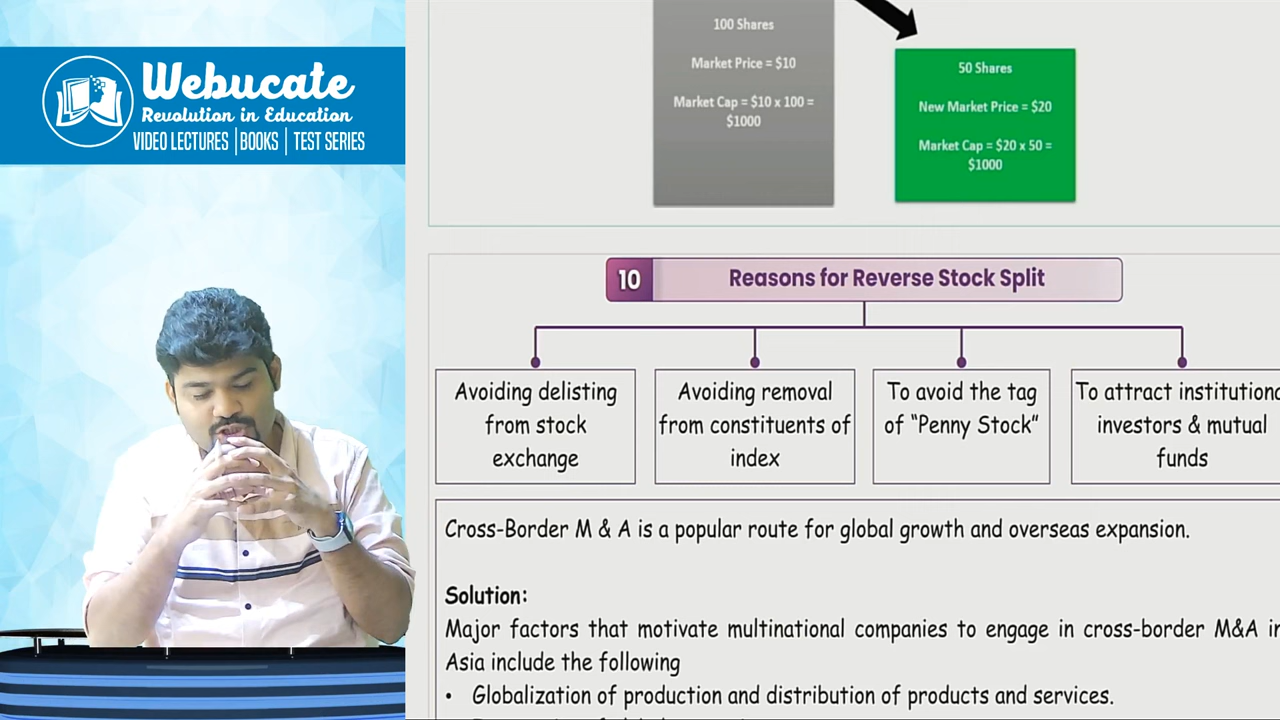 Webucate
Revolution in Education
VIDEO LECTURES | BOOKS | TEST SERIES
100 Shares
Market Price = $10
Market Cap = $10 x 100 =
$1000
50 Shares
New Market Price = $20
Market Cap = $20 x 50 =
$1000
10
Reasons for Reverse Stock Split
Avoiding delisting
from stock
exchange
Avoiding removal
from constituents of
index
To avoid the tag
of “Penny Stock”
To attract institutiona
investors & mutual
funds
Cross-Border M & A is a popular route for global growth and overseas expansion.
Solution:
Major factors that motivate multinational companies to engage in cross-border M&A in
Asia include the following
• Globalization of production and distribution of products and services.